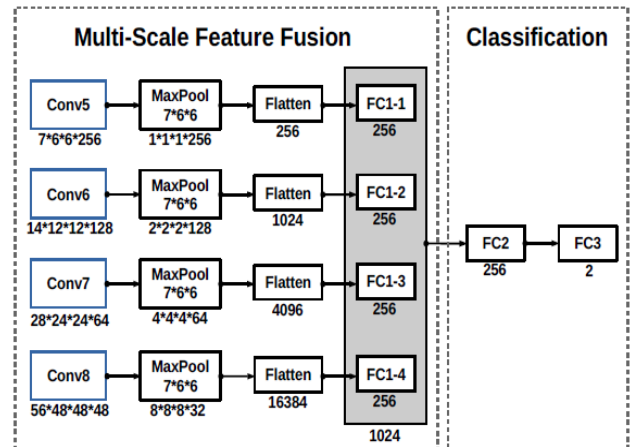 Multi-Scale Feature Fusion
Classification
Conv5
7*6*6*256
MaxPool
7*6*6
1*1*1*256
Flatten
256
FC1-1
256
Conv6
14*12*12*128
MaxPool
7*6*6
2*2*2*128
Flatten
1024
FC1-2
256
Conv7
28*24*24*64
MaxPool
7*6*6
4*4*4*64
Flatten
4096
FC1-3
256
Conv8
56*48*48*48
MaxPool
7*6*6
8*8*8*32
Flatten
16384
FC1-4
256
1024
FC2
256
FC3
2